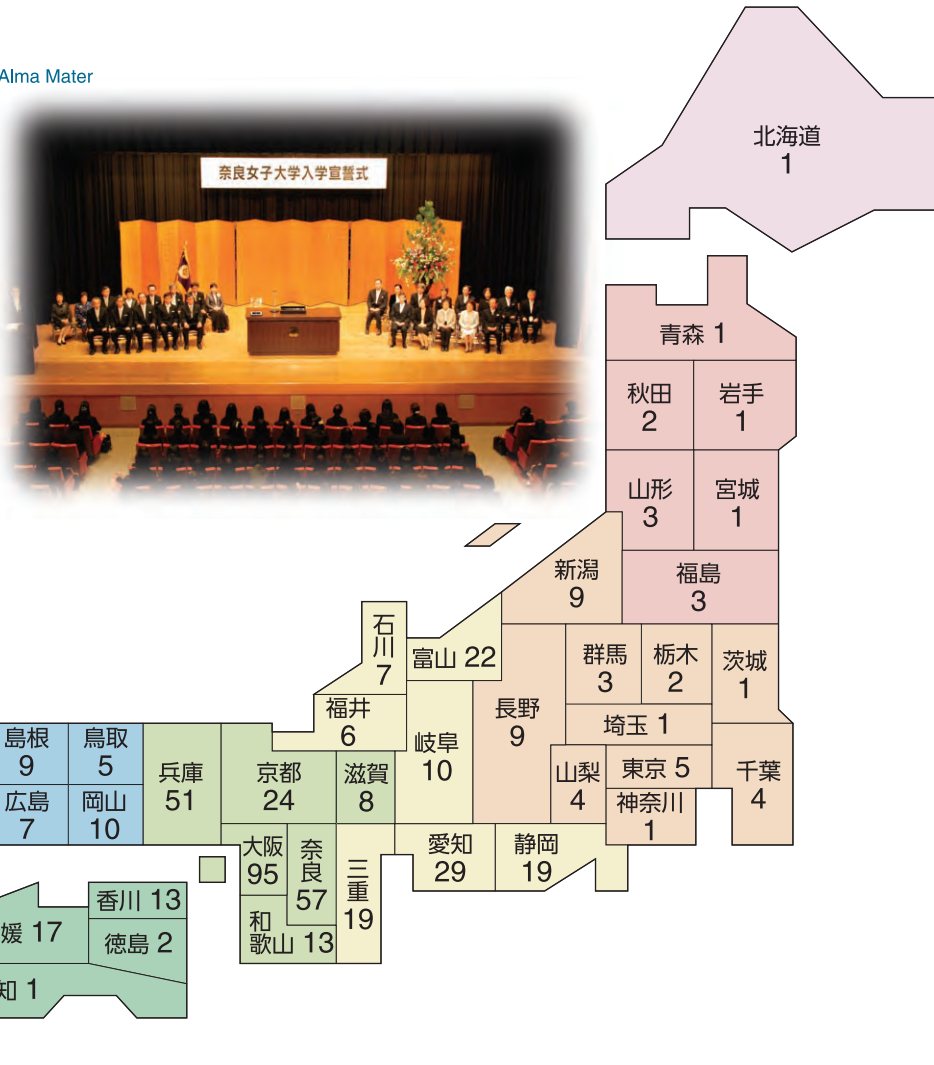 Alma Mater
奈良女子大学入学宣誓式
北海道
1
青森 1
秋田
2
岩手
1
山形
3
宮城
1
新潟
9
福島
3
石川
7
富山 22
群馬
3
栃木
2
茨城
1
福井
6
岐阜
10
長野
9
埼玉 1
島根
9
鳥取
5
兵庫
51
京都
24
滋賀
8
山梨
4
東京 5
千葉
4
広島
7
岡山
10
神奈川
1
大阪
95
奈良
57
三重
19
愛知
29
静岡
19
和
歌山 13
香川 13
媛 17
徳島 2
知 1